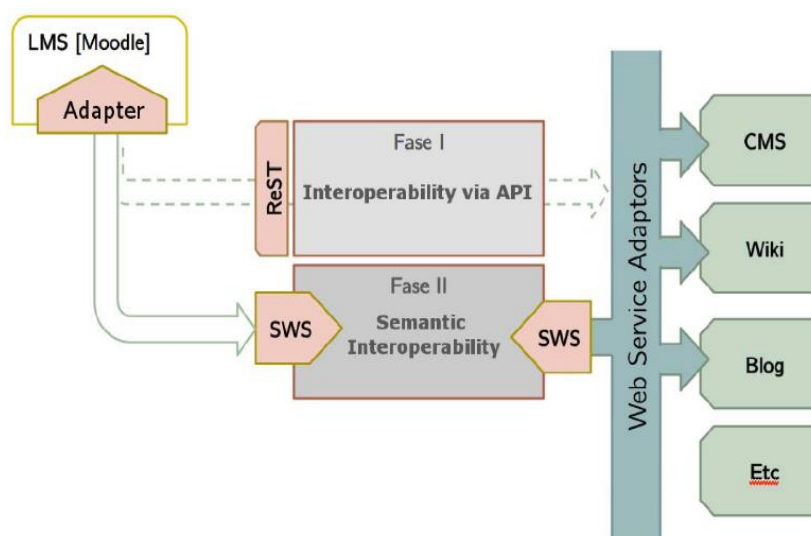 LMS [Moodle]
Adapter
ReST
Fase I
Interoperability via API
Fase II
SWS
Semantic
Interoperability
SWS
Web Service Adaptors
CMS
Wiki
Blog
Etc